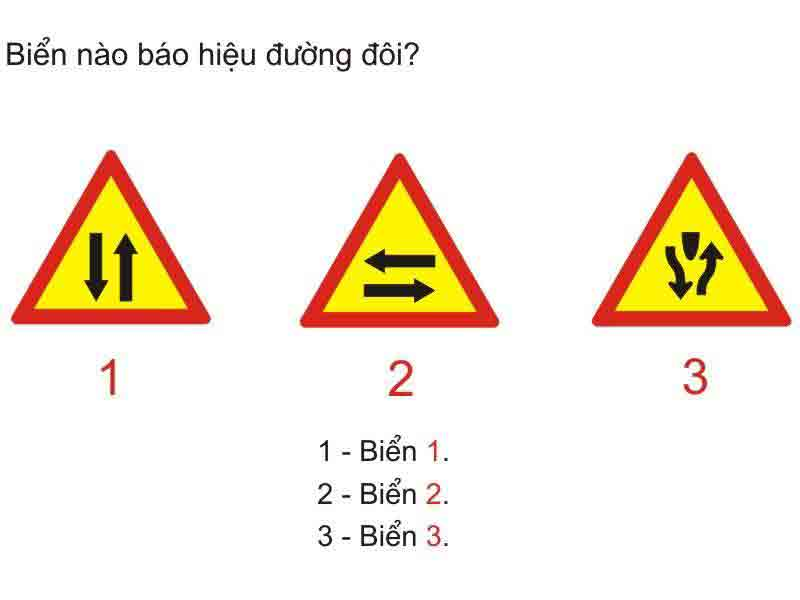 Biển nào báo hiệu đường đôi?
1
2
3
1 - Biển 1.
2 - Biển 2.
3 - Biển 3.